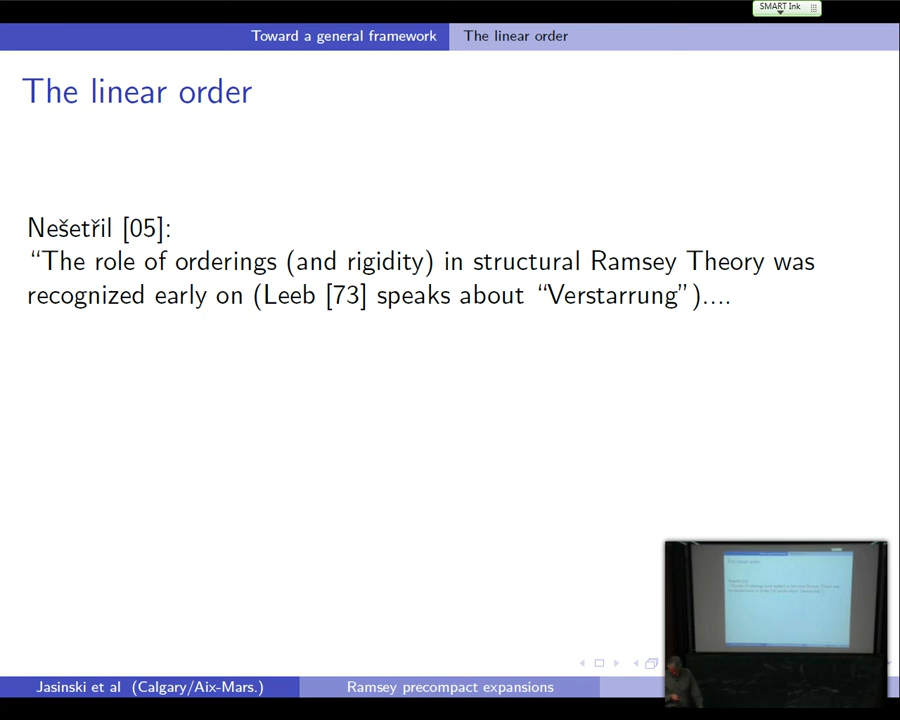 SMART Ink
Toward a general framework The linear order
The linear order
Nešetřil [05]:
“The role of orderings (and rigidity) in structural Ramsey Theory was
recognized early on (Leeb [73] speaks about “Verstarrung”)....
Jasinski et al (Calgary/Aix-Mars.) Ramsey precompact expansions